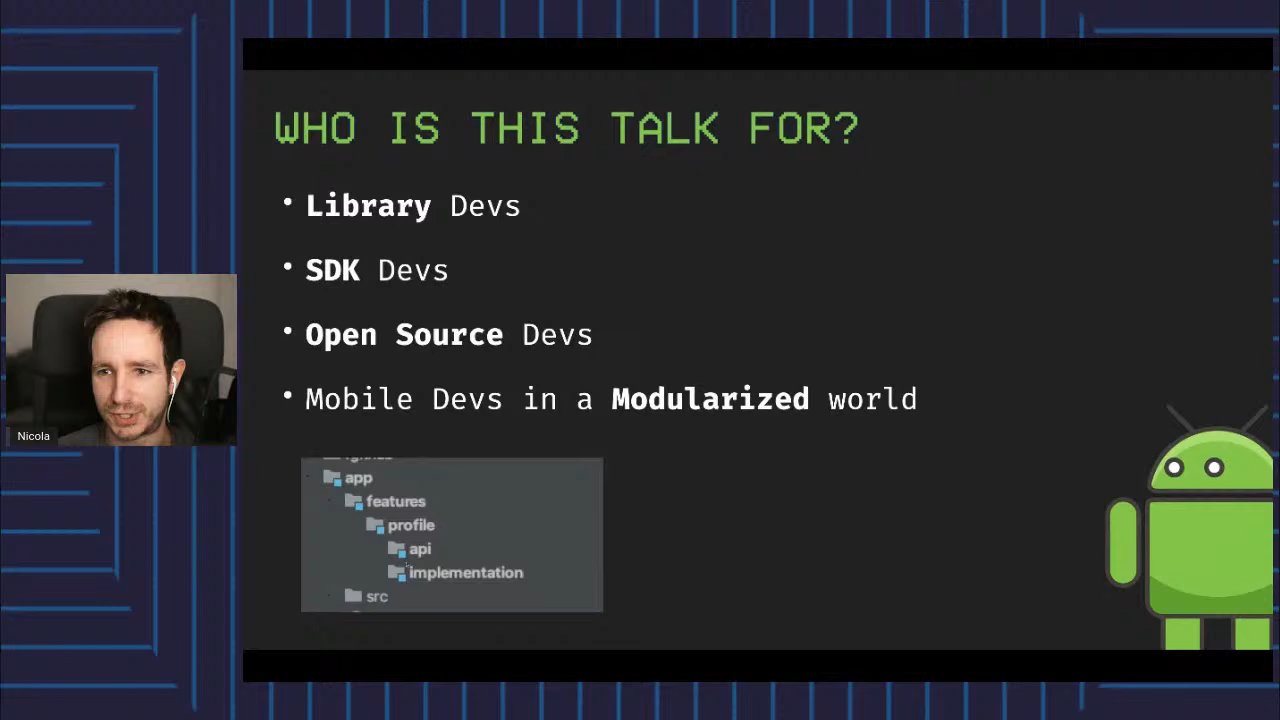 WHO IS THIS TALK FOR?
• Library Devs
• SDK Devs
• Open Source Devs
• Mobile Devs in a Modularized world
app
features
profile
api
implementation
src
Nicola